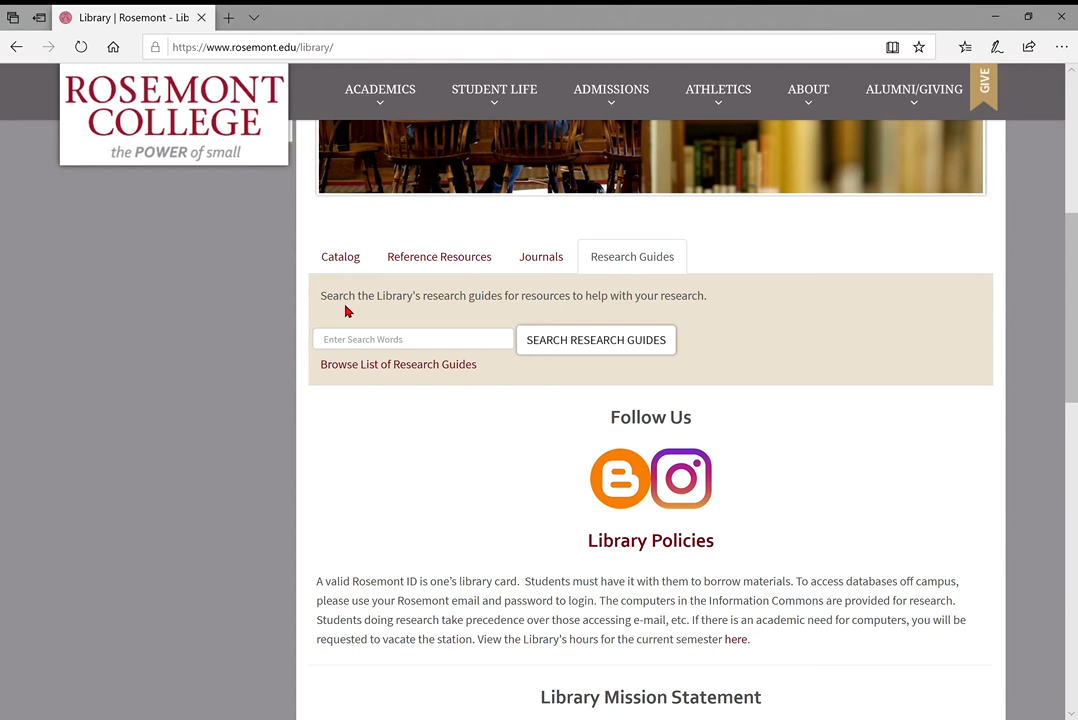 Library | Rosemont - Lib
https://www.rosemont.edu/library/
ROSEMONT
COLLEGE
the POWER of small
ACADEMICS
STUDENT LIFE
ADMISSIONS
ATHLETICS
ABOUT
ALUMNI/GIVING
GIVE
Catalog
Reference Resources
Journals
Research Guides
Search the Library's research guides for resources to help with your research.
Enter Search Words
SEARCH RESEARCH GUIDES
Browse List of Research Guides
Follow Us
Library Policies
A valid Rosemont ID is one's library card. Students must have it with them to borrow materials. To access databases off campus,
please use your Rosemont email and password to login. The computers in the Information Commons are provided for research.
Students doing research take precedence over those accessing e-mail, etc. If there is an academic need for computers, you will be
requested to vacate the station. View the Library's hours for the current semester here.
Library Mission Statement